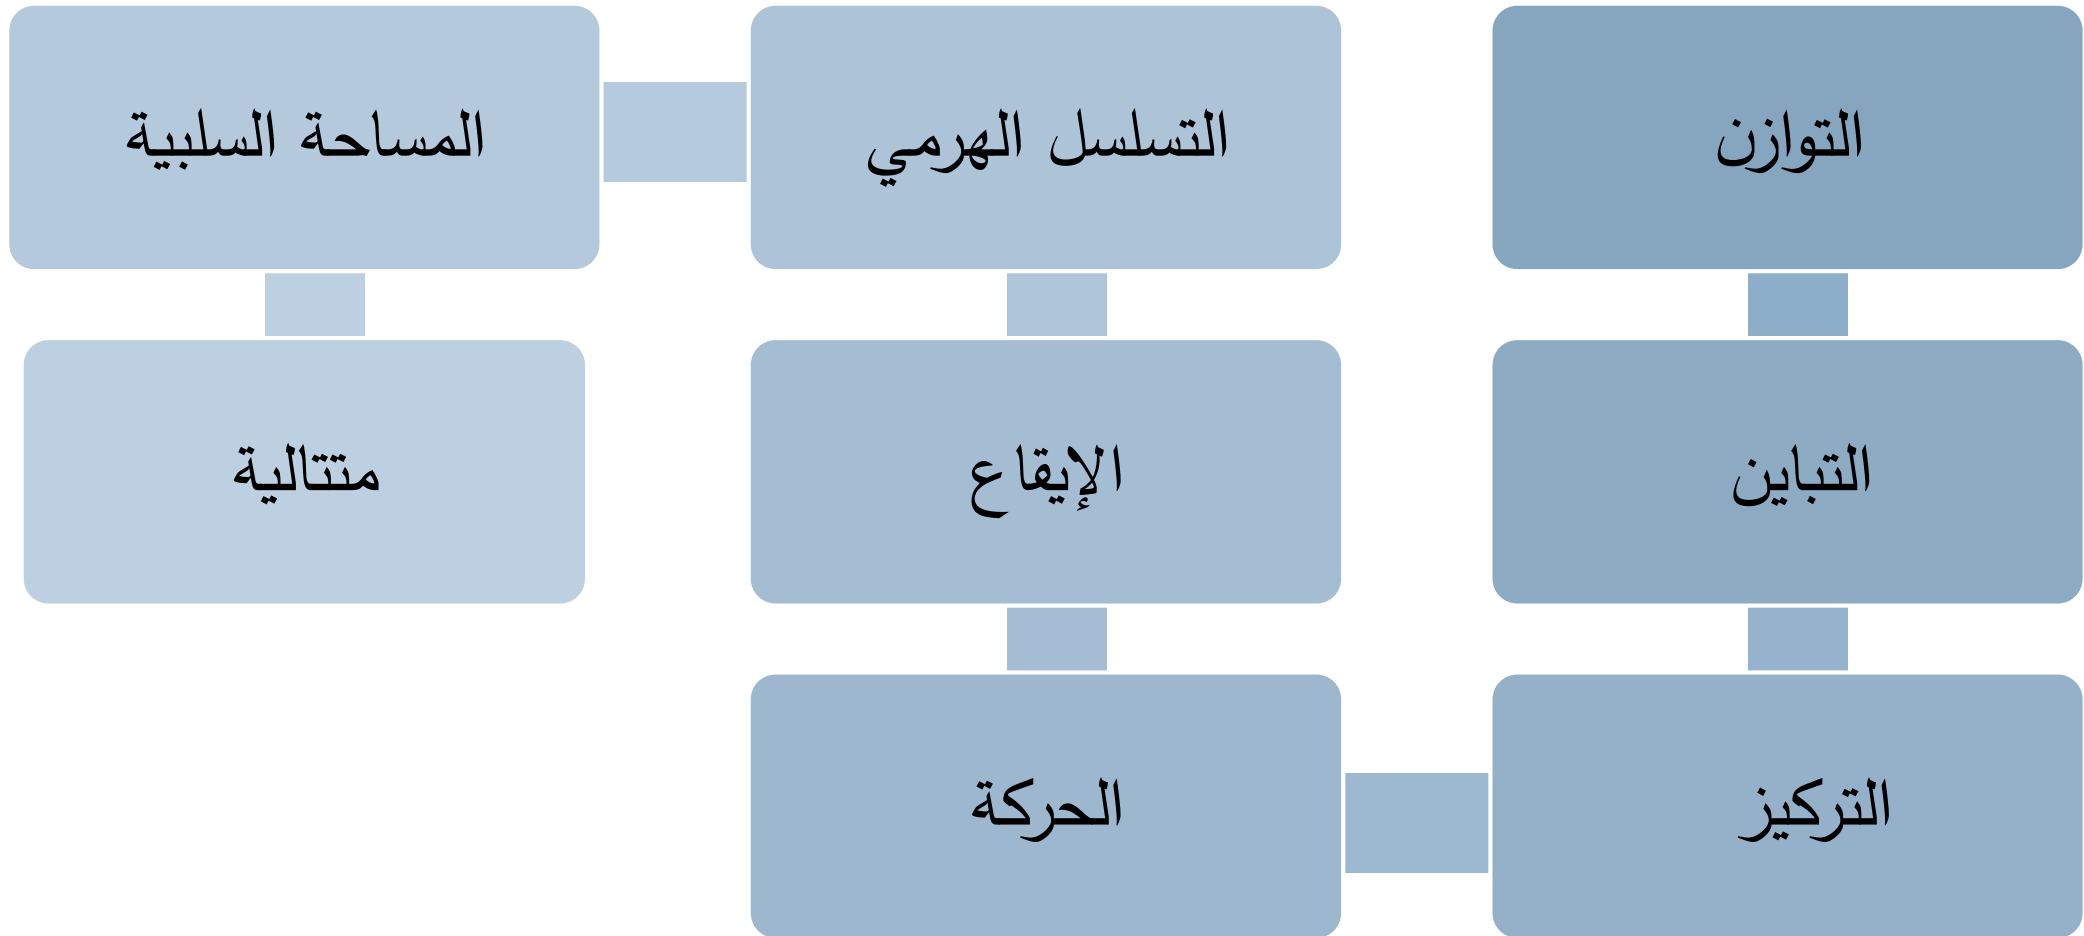 التوازن
التباين
التركيز
الحركة
الإيقاع
التسلسل الهرمي
المساحة السلبية
متتالية